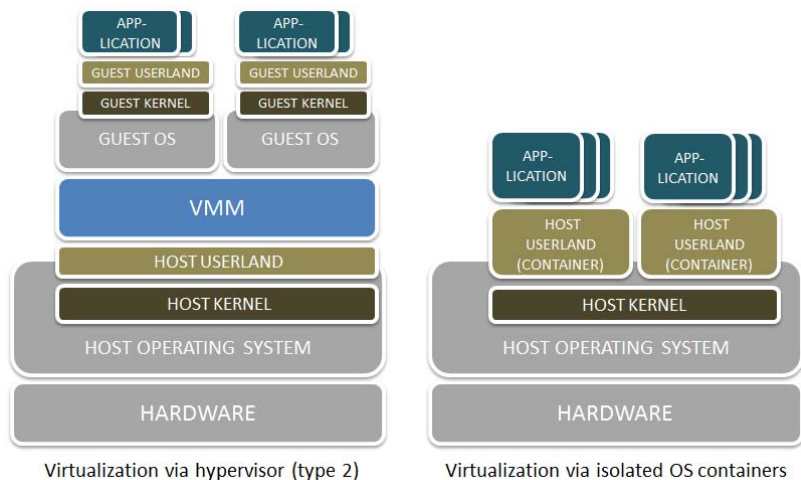 APP-
LICATION
APP-
LICATION
GUEST USERLAND
GUEST USERLAND
GUEST KERNEL
GUEST KERNEL
GUEST OS
GUEST OS
VMM
HOST USERLAND
HOST KERNEL
HOST OPERATING SYSTEM
HARDWARE
Virtualization via hypervisor (type 2)
APP-
LICATION
APP-
LICATION
HOST
USERLAND
(CONTAINER)
HOST
USERLAND
(CONTAINER)
HOST KERNEL
HOST OPERATING SYSTEM
HARDWARE
Virtualization via isolated OS containers